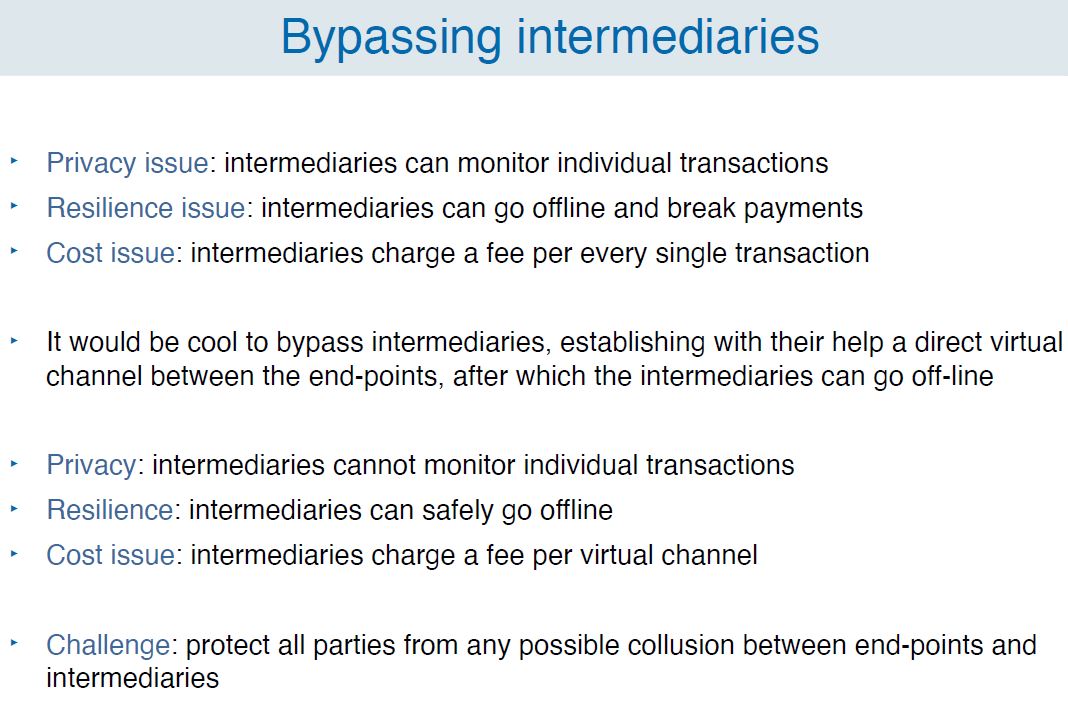 Bypassing intermediaries
‣ Privacy issue: intermediaries can monitor individual transactions
‣ Resilience issue: intermediaries can go offline and break payments
‣ Cost issue: intermediaries charge a fee per every single transaction
‣ It would be cool to bypass intermediaries, establishing with their help a direct virtual
channel between the end-points, after which the intermediaries can go off-line
‣ Privacy: intermediaries cannot monitor individual transactions
‣ Resilience: intermediaries can safely go offline
‣ Cost issue: intermediaries charge a fee per virtual channel
‣ Challenge: protect all parties from any possible collusion between end-points and
intermediaries